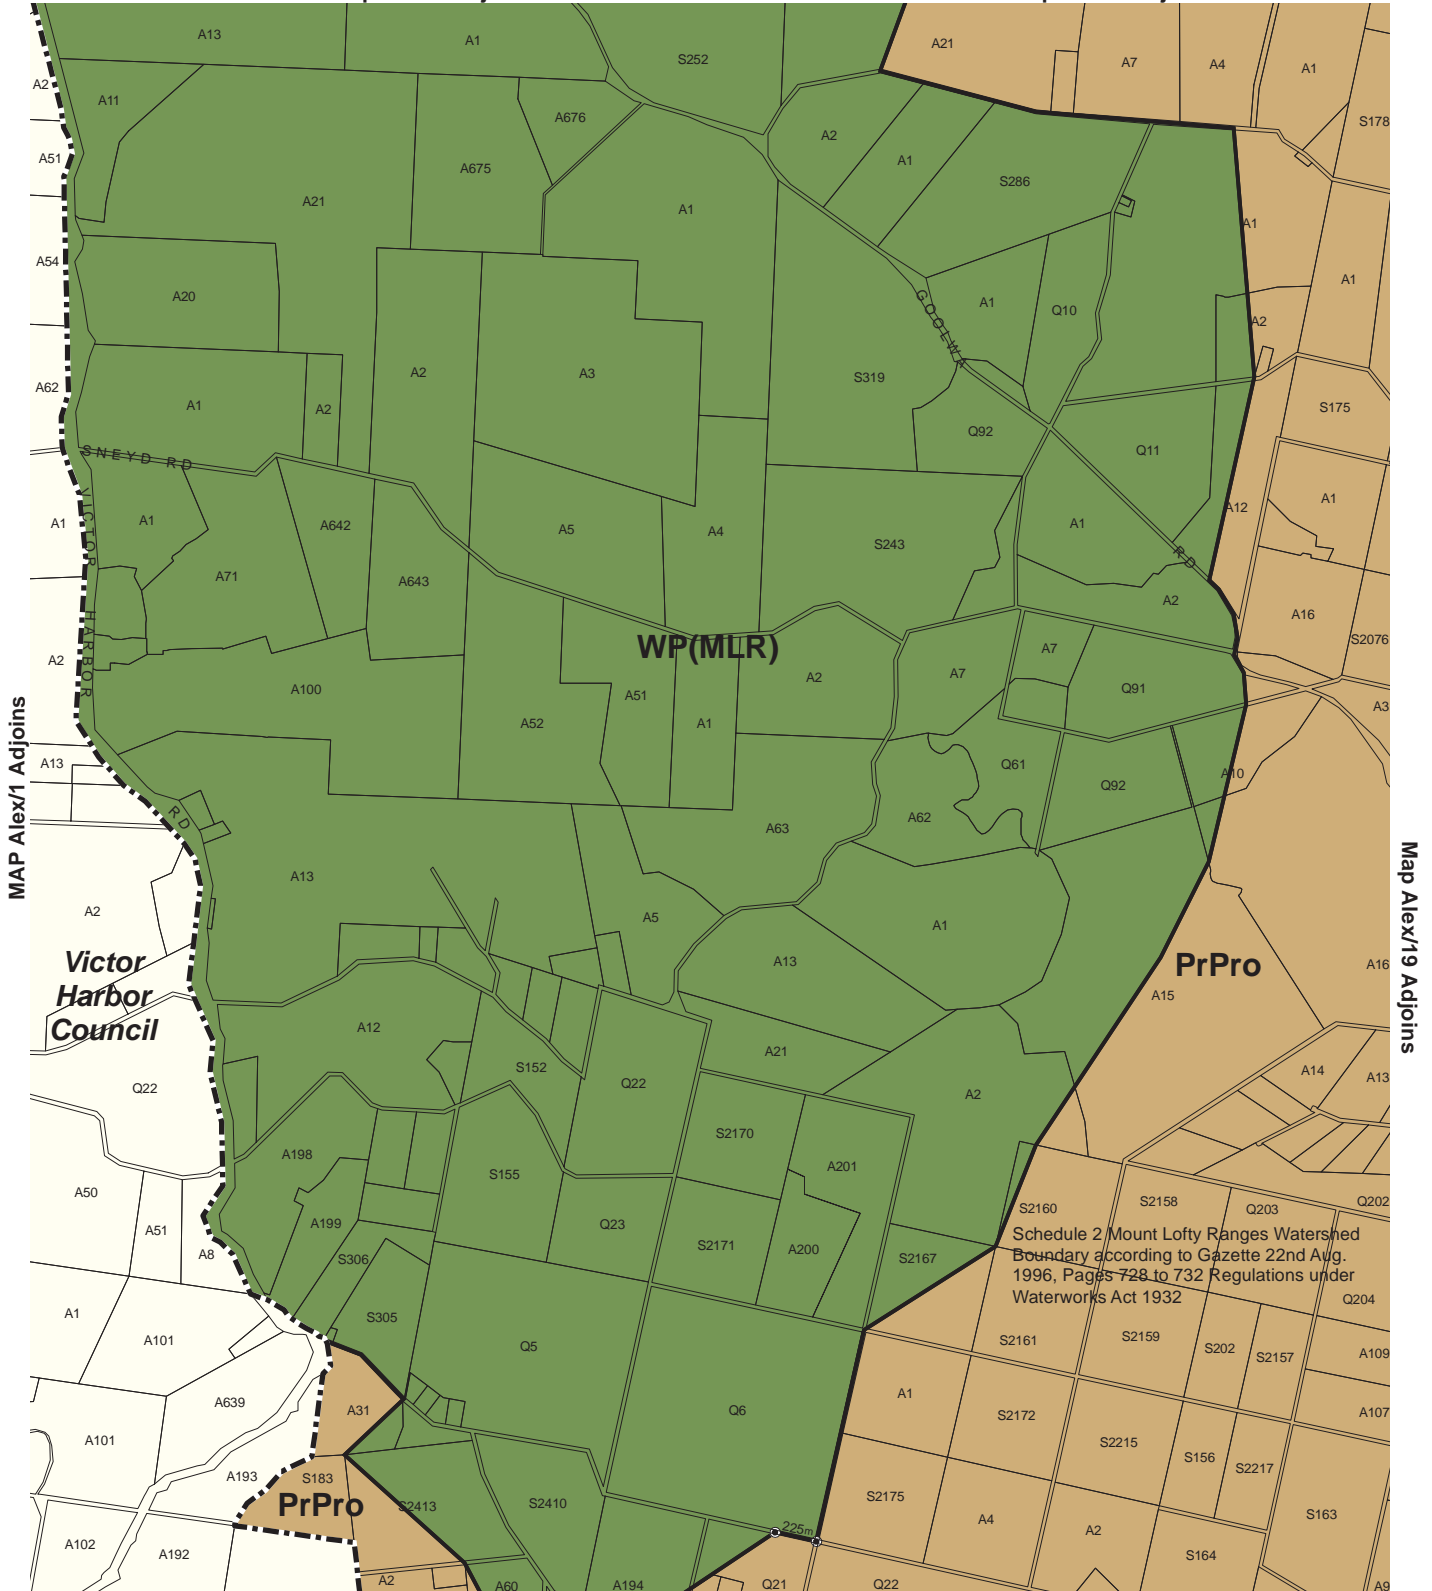 A13
A1
S252
A21
A7
A4
A1
A2
A11
A676
A2
A1
S178
A51
A675
S286
A21
A1
A1
A54
A20
A1
Q10
A1
A2
GOOLWA
A62
A1
A2
A2
A3
S319
Q92
S175
SNEYD RD
Q11
A1
A1
A642
A5
A4
A1
A12
A1
VICTOR HARBOR RD
A71
A643
S243
RD
A2
A16
S2076
A2
WP(MLR)
A7
A7
Q91
A100
A51
A2
A3
A52
A1
MAP Alex/1 Adjoins
A13
Q61
A10
Q92
A62
A63
A13
Map Alex/19 Adjoins
A2
A5
A1
Victor
Harbor
Council
A13
PrPro
A16
A15
A12
A21
S152
Q22
Q22
A14
A13
A2
S2170
A198
A201
S155
A50
A51
A8
A199
Q23
S2171
A200
S306
S2167
S2160
S2158
Q203
Q202
Schedule 2 Mount Lofty Ranges Watershed
Boundary according to Gazette 22nd Aug.
1996, Pages 728 to 732 Regulations under
Waterworks Act 1932
Q204
A1
A101
S305
Q5
S2161
S2159
S202
S2157
A109
A639
A31
Q6
A1
S2172
A107
A101
S2215
S156
S2217
A193
S183
PrPro
S2413
S2410
S2175
A4
A2
S163
225m
A102
A192
S164
A2
A60
A194
Q21
Q22
A9